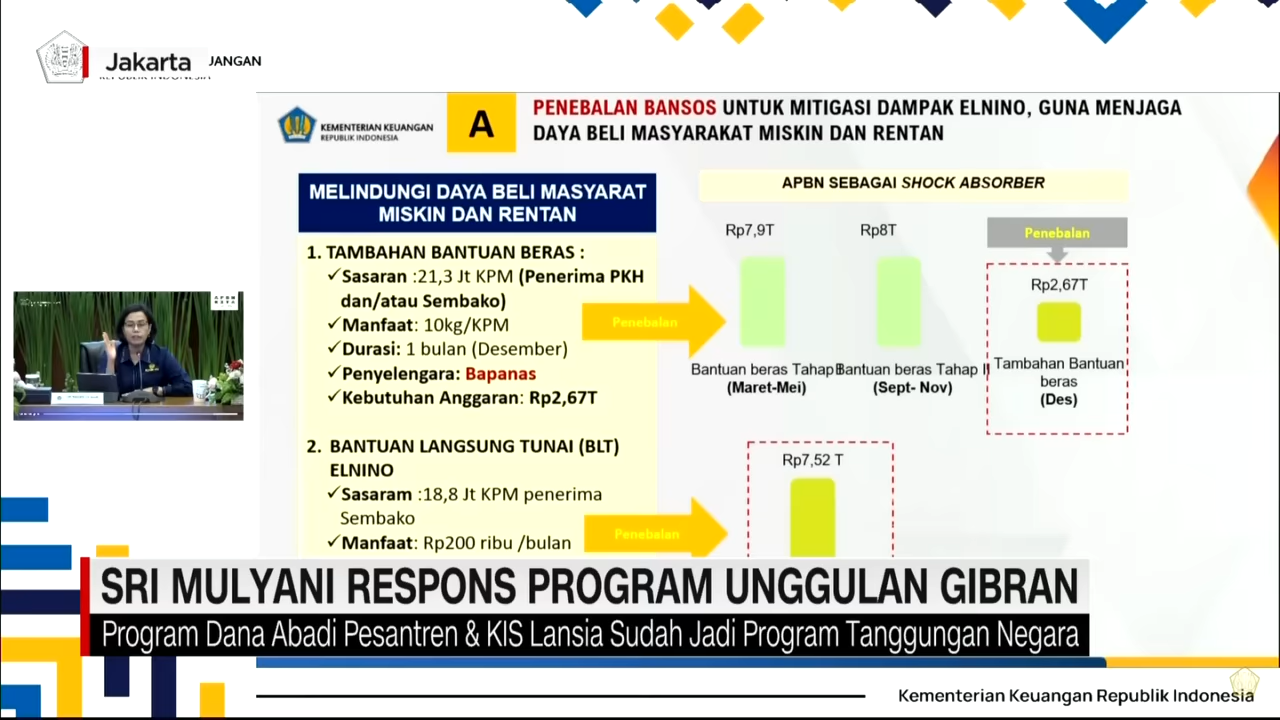 Jakarta
JANGAN
REPUBLIK INDONESIA
KEMENTERIAN KEUANGAN
REPUBLIK INDONESIA
A
PENEBALAN BANSOS UNTUK MITIGASI DAMPAK ELNINO, GUNA MENJAGA
DAYA BELI MASYARAKAT MISKIN DAN RENTAN
MELINDUNGI DAYA BELI MASYARAT
MISKIN DAN RENTAN
1. TAMBAHAN BANTUAN BERAS :
✓Sasaran :21,3 Jt KPM (Penerima PKH
dan/atau Sembako)
✓Manfaat: 10kg/KPM
✓Durasi: 1 bulan (Desember)
✓Penyelengara: Bapanas
✓Kebutuhan Anggaran: Rp2,67T
2. BANTUAN LANGSUNG TUNAI (BLT)
ELNINO
✓Sasaram :18,8 Jt KPM penerima
Sembako
✓Manfaat: Rp200 ribu /bulan
Penebalan
Penebalan
APBN SEBAGAI SHOCK ABSORBER
Rp7,9T
Bantuan beras Tahap
(Maret-Mei)
Rp8T
Bantuan beras Tahap
(Sept- Nov)
Penebalan
Rp2,67T
Tambahan Bantuan
beras
(Des)
Rp7,52 T
SRI MULYANI RESPONS PROGRAM UNGGULAN GIBRAN
Program Dana Abadi Pesantren & KIS Lansia Sudah Jadi Program Tanggungan Negara
Kementerian Keuangan Republik Indonesia